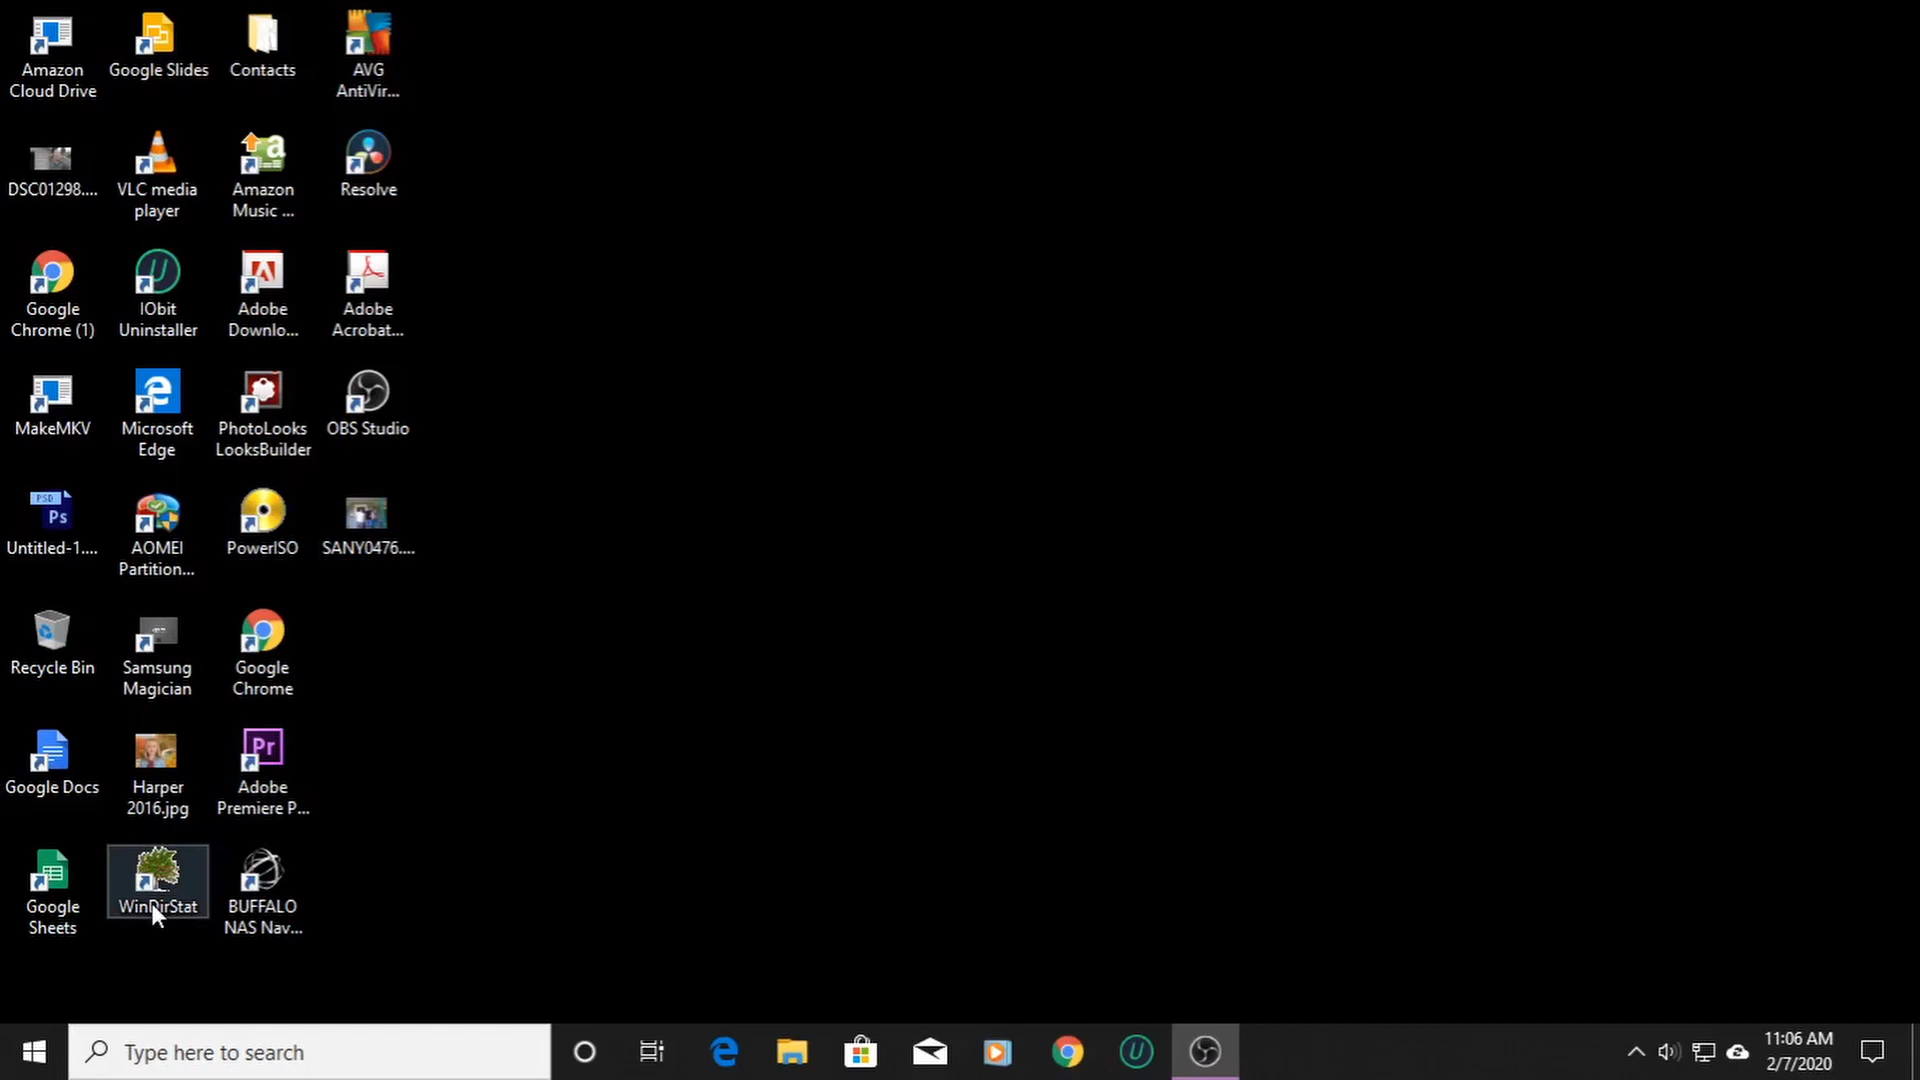 Amazon
Cloud Drive
Google Slides
Contacts
AVG
AntiVir...
DSC01298....
VLC media
player
Amazon
Music ...
Resolve
Google
Chrome (1)
IObit
Uninstaller
Adobe
Downlo...
Adobe
Acrobat...
MakeMKV
Microsoft
Edge
PhotoLooks
LooksBuilder
OBS Studio
PSD
Ps
Untitled-1....
AOMEI
Partition...
PowerISO
SANY0476....
Recycle Bin
Samsung
Magician
Google
Chrome
Google Docs
Harper
2016.jpg
Pr
Adobe
Premiere P...
Google
Sheets
WinDirStat
BUFFALO
NAS Nav...
Type here to search
11:06 AM
2/7/2020